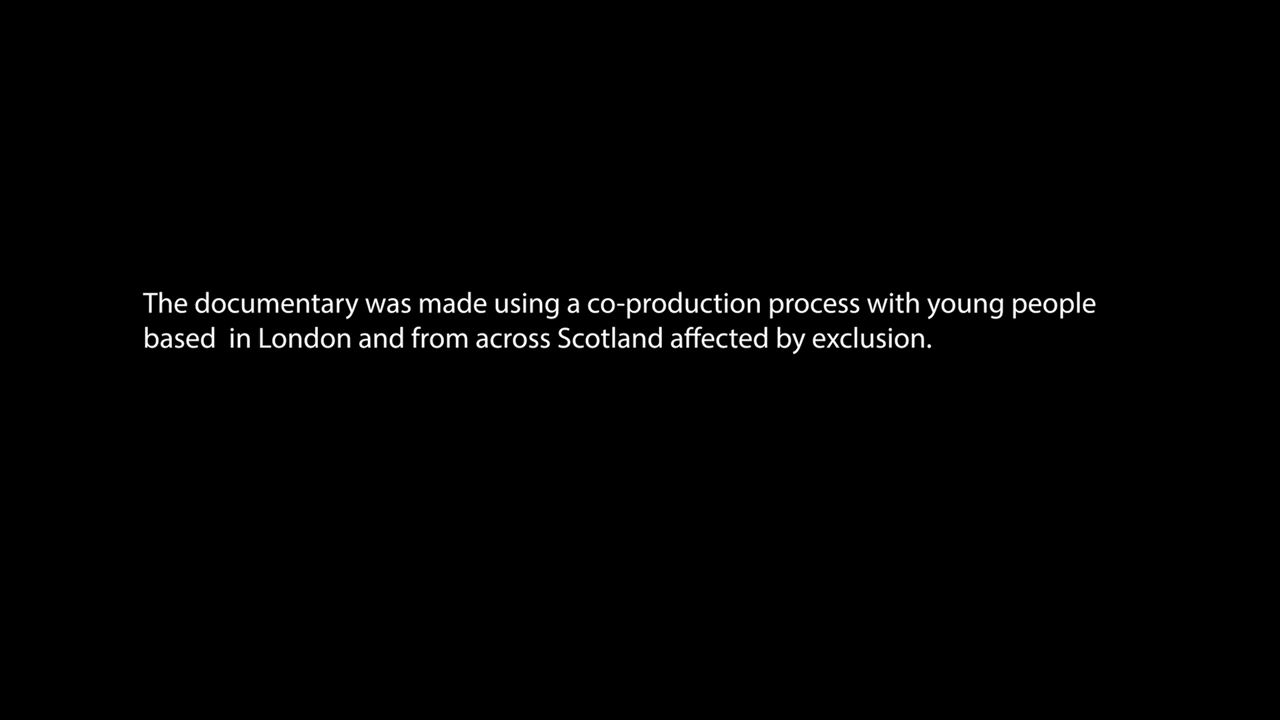 The documentary was made using a co-production process with young people
based  in London and from across Scotland affected by exclusion.